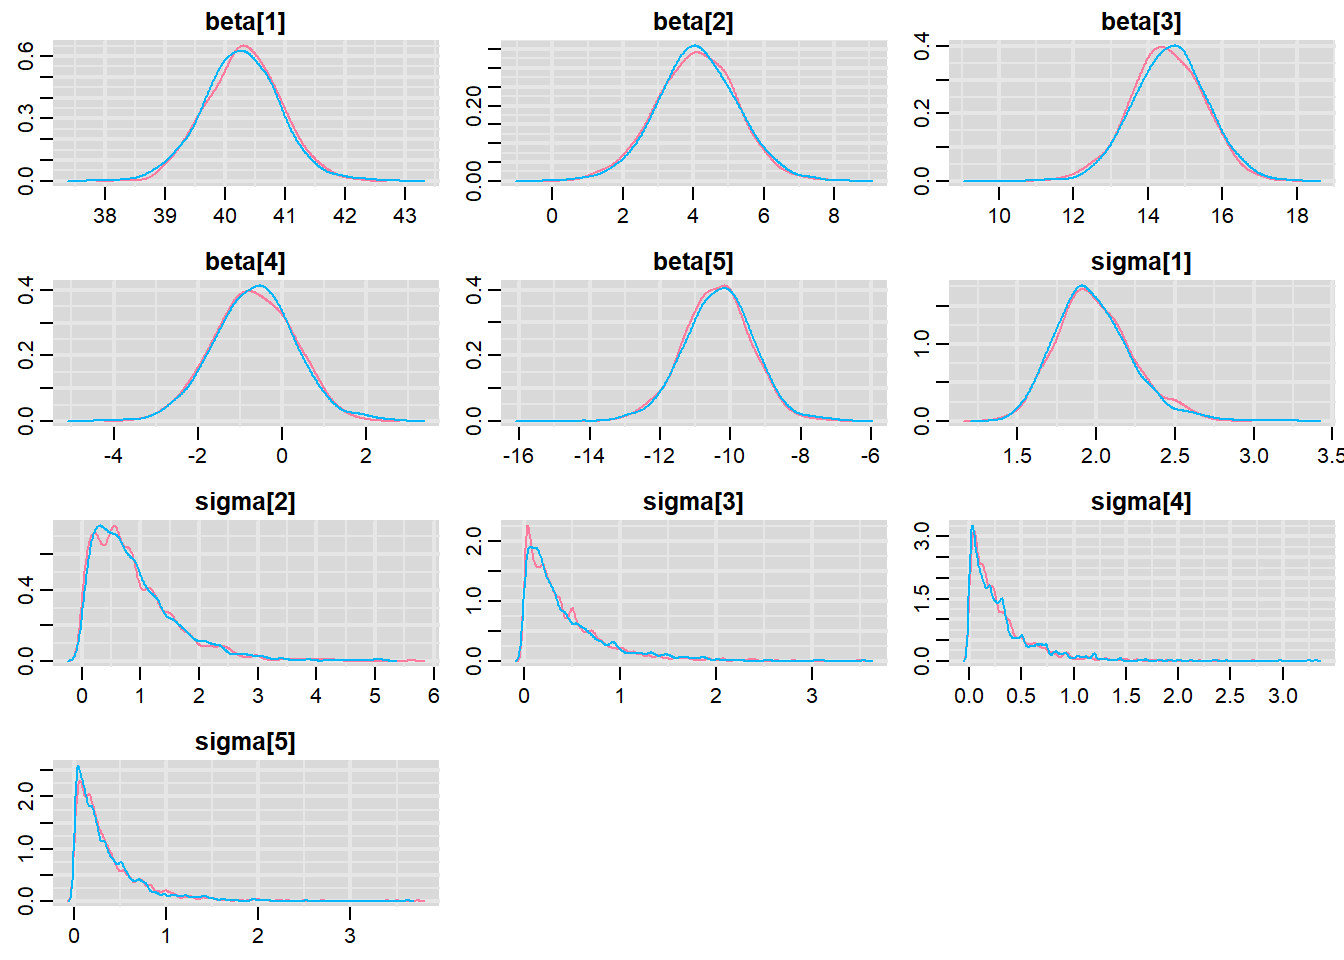 beta[1] beta[2] beta[3]
0.0 0.3 0.6
38 39 40 41 42 43
0.00 0.20
0 2 4 6 8
0.0 0.2 0.4
10 12 14 16 18
beta[4] beta[5] sigma[1]
0.0 0.2 0.4
-4 -2 0 2
0.0 0.2 0.4
-16 -14 -12 -10 -8 -6
0.0 1.0
1.5 2.0 2.5 3.0 3.5
sigma[2] sigma[3] sigma[4]
0.0 0.4
0 1 2 3 4 5 6
0.0 1.0 2.0
0 1 2 3
0.0 1.5 3.0
0.0 0.5 1.0 1.5 2.0 2.5 3.0
sigma[5]
0.0 1.0 2.0
0 1 2 3